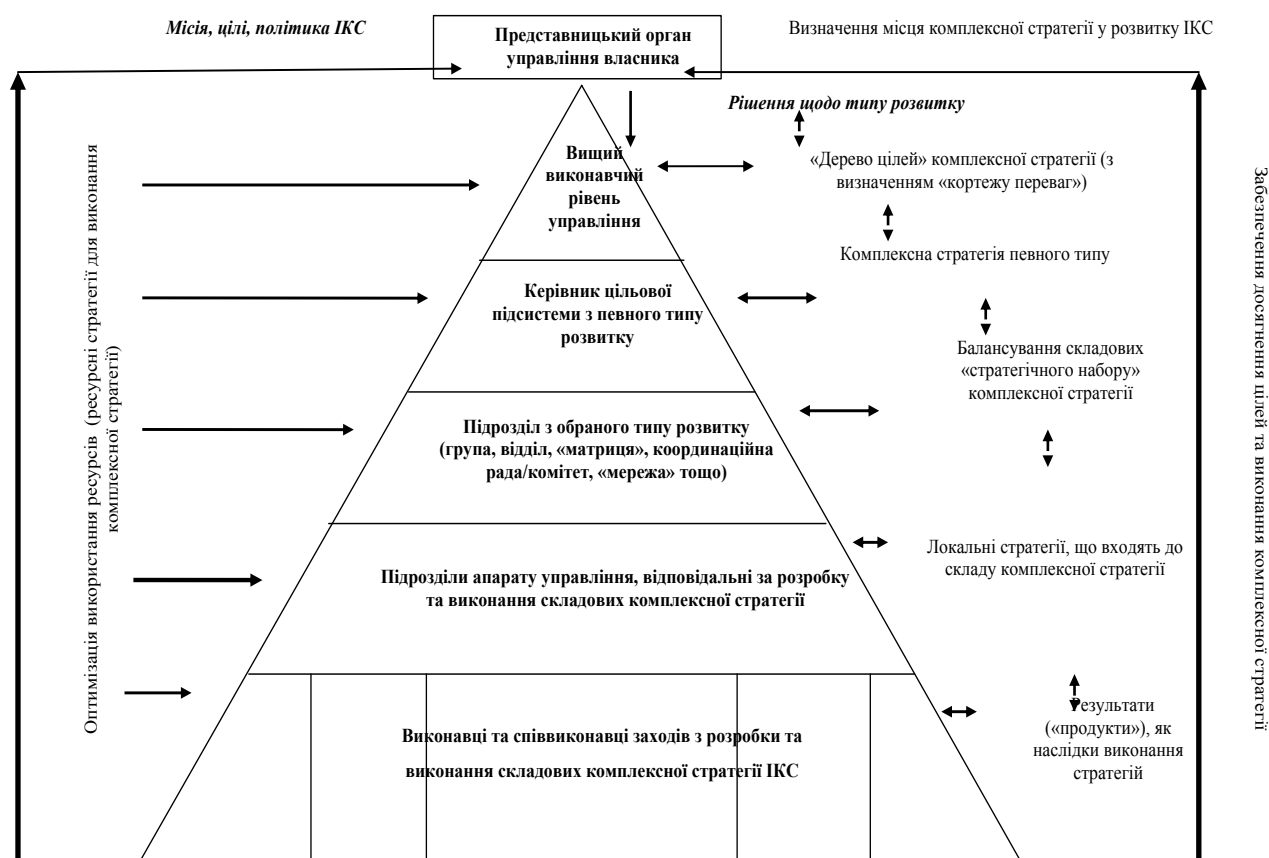 Місія, цілі, політика ІКС
Представницький орган
управління власника
Визначення місця комплексної стратегії у розвитку ІКС
Рішення щодо типу розвитку
Вищий
виконавчий
рівень
управління
«Дерево цілей» комплексної стратегії (з
визначенням «кортежу переваг»)
Комплексна стратегія певного типу
Керівник цільової
підсистеми з певного типу
розвитку
Балансування складових
«стратегічного набору»
комплексної стратегії
Підрозділ з обраного типу розвитку
(група, відділ, «матриця», координаційна
рада/комітет, «мережа» тощо)
Локальні стратегії, що входять до
складу комплексної стратегії
Підрозділи апарату управління, відповідальні за розробку
та виконання складових комплексної стратегії
Результати
(«продукти»), як
наслідки виконання
стратегій
Виконавці та співвиконавці заходів з розробки та
виконання складових комплексної стратегії ІКС
Оптимізація використання ресурсів (ресурсні стратегії для виконання
комплексної стратегії)
Забезпечення досягнення цілей та виконання комплексної стратегії